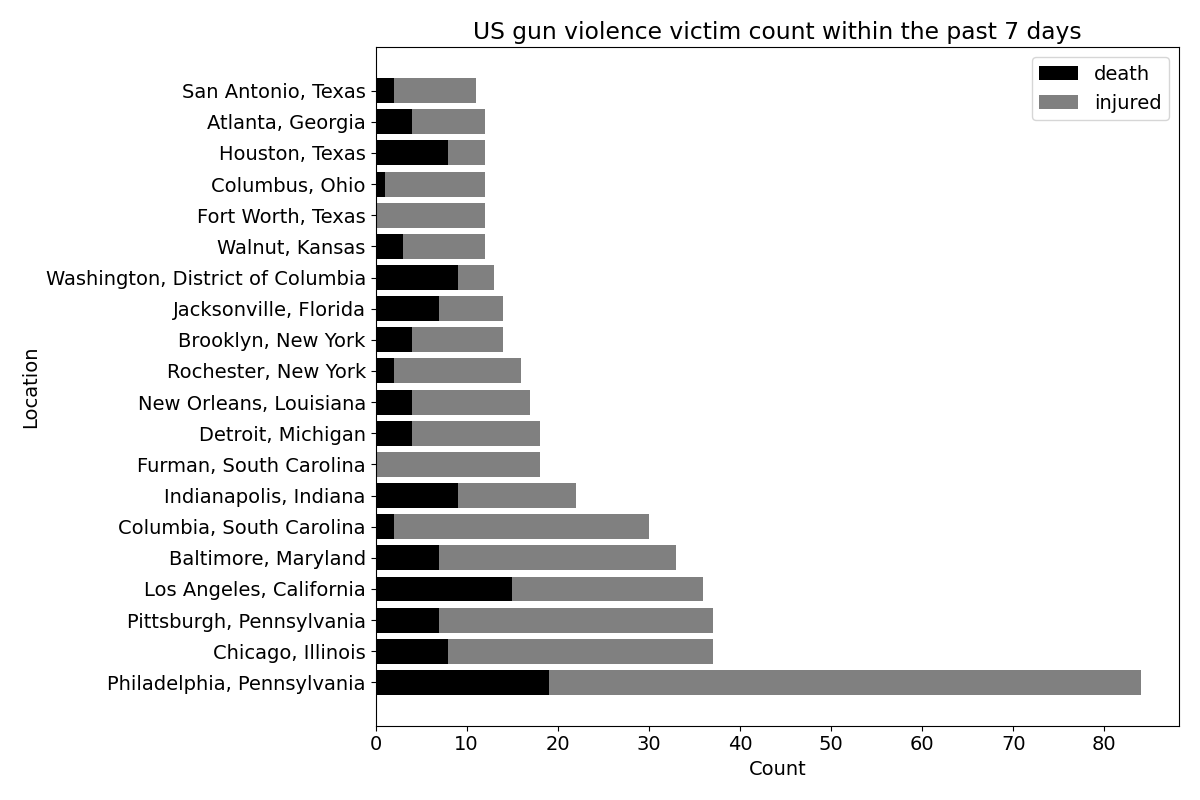 US gun violence victim count within the past 7 days
death
injured
San Antonio, Texas
Atlanta, Georgia
Houston, Texas
Columbus, Ohio
Fort Worth, Texas
Walnut, Kansas
Washington, District of Columbia
Jacksonville, Florida
Brooklyn, New York
Rochester, New York
New Orleans, Louisiana
Detroit, Michigan
Furman, South Carolina
Indianapolis, Indiana
Columbia, South Carolina
Baltimore, Maryland
Los Angeles, California
Pittsburgh, Pennsylvania
Chicago, Illinois
Philadelphia, Pennsylvania
Location
0 10 20 30 40 50 60 70 80
Count